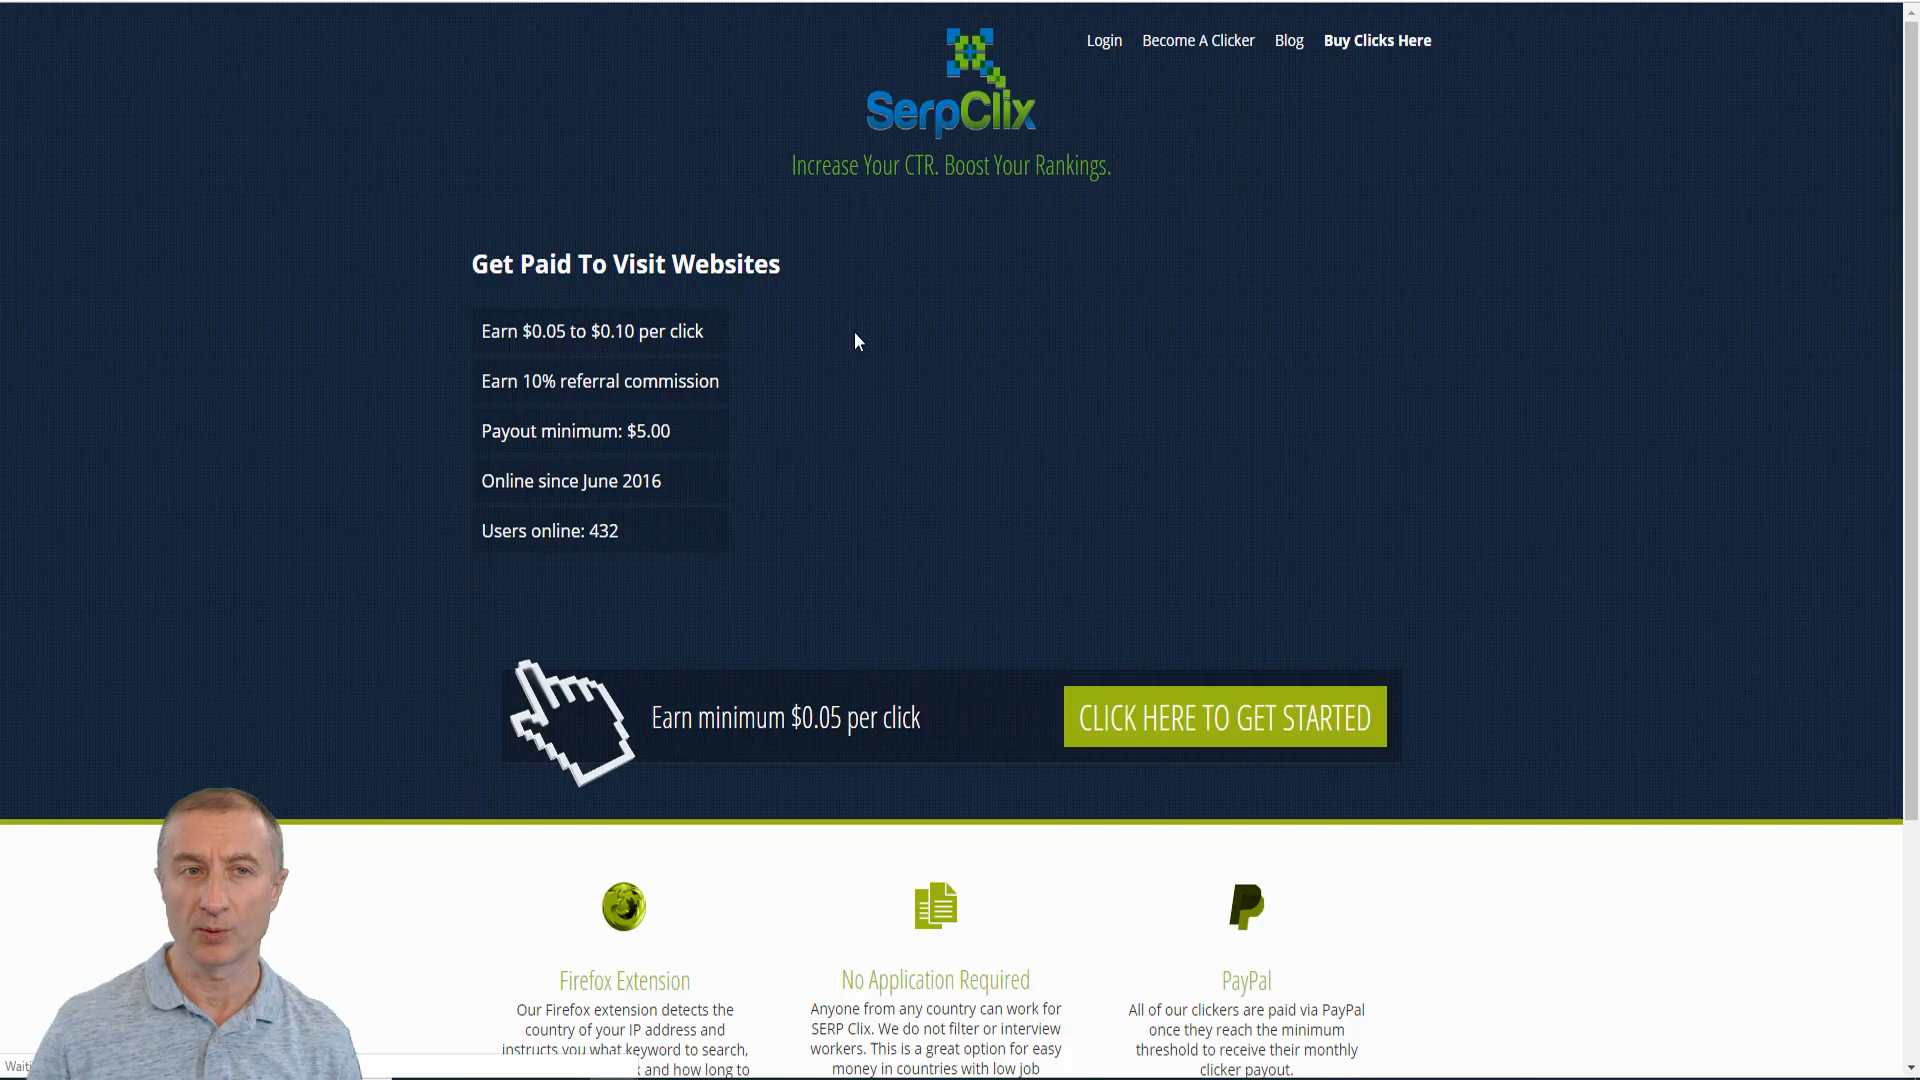 Login Become A Clicker Blog Buy Clicks Here
SerpClix
Increase Your CTR. Boost Your Rankings.
Get Paid To Visit Websites
Earn $0.05 to $0.10 per click
Earn 10% referral commission
Payout minimum: $5.00
Online since June 2016
Users online: 432
Earn minimum $0.05 per click
CLICK HERE TO GET STARTED
Firefox Extension
Our Firefox extension detects the
country of your IP address and
instructs you what keyword to search,
k and how long to
No Application Required
Anyone from any country can work for
SERP Clix. We do not filter or interview
workers. This is a great option for easy
money in countries with low job
PayPal
All of our clickers are paid via PayPal
once they reach the minimum
threshold to receive their monthly
clicker payout.